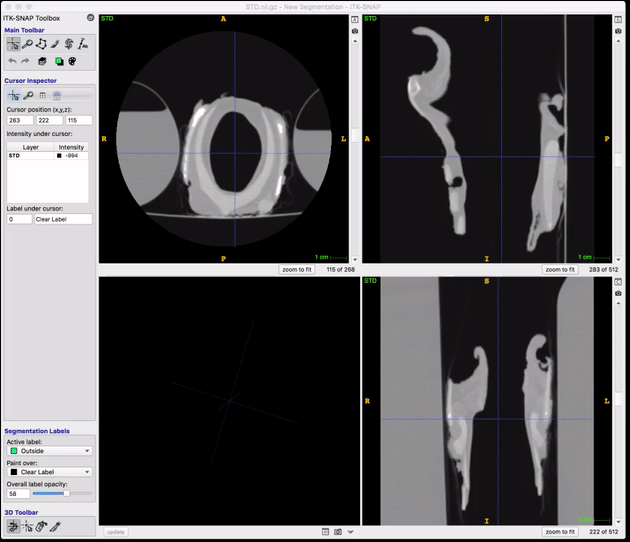 STD.nii.gz - New Segmentation - ITK-SNAP
ITK-SNAP Toolbox
Main Toolbar
Cursor Inspector
Cursor position (x,y,z):
283 222 115
Intensity under cursor:
Layer Intensity
STD -994
Label under cursor:
0 Clear Label
Segmentation Labels
Active label:
Outside
Paint over:
Clear Label
Overall label opacity:
58
3D Toolbar
STD
A
R
L
P
1 cm
zoom to fit
115 of 268
STD
S
A
P
I
1 cm
zoom to fit
283 of 512
update
STD
S
R
L
I
zoom to fit
222 of 512